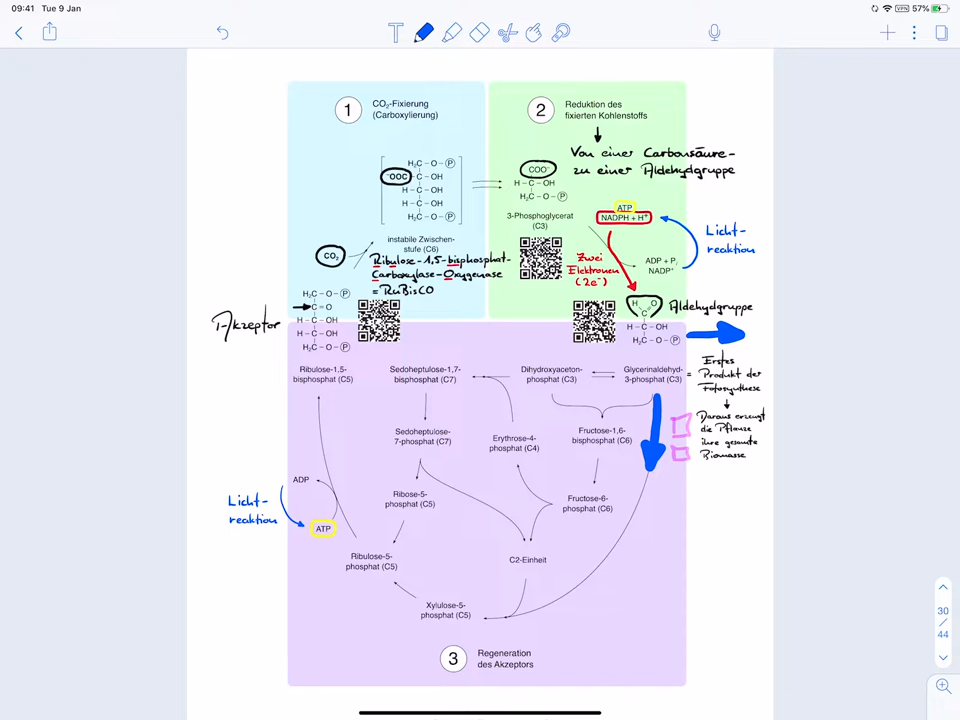 09:41 Tue 9 Jan
VPN 57%
T
1
CO₂-Fixierung
(Carboxylierung)
2
Reduktion des
fixierten Kohlenstoffs
Von einer Carbonsäure-
zu einer Aldehydgruppe
H₂C – O – P
⁻OOC – C – OH
H – C – OH
H – C – OH
H₂C – O – P
COO⁻
H – C – OH
H₂C – O – P
3-Phosphoglycerat
(C3)
ATP
NADPH + H⁺
Licht-
reaktion
ADP + Pᵢ
NADP⁺
Zwei
Elektronen
(2e⁻)
instabile Zwischen-
stufe (C6)
CO₂
Ribulose-1,5-bisphosphat-
Carboxylase-Oxygenase
= RuBisCO
1-Akzeptor
H₂C – O – P
C = O
H – C – OH
H – C – OH
H₂C – O – P
H O
C
Aldehydgruppe
H – C – OH
H₂C – O – P
Ribulose-1,5-
bisphosphat (C5)
Sedoheptulose-1,7-
bisphosphat (C7)
Dihydroxyaceton-
phosphat (C3)
Glycerinaldehyd-
3-phosphat (C3)
= Erstes
Produkt der
Fotosynthese
Daraus erzeugt
die Pflanze
ihre gesamte
Biomasse
Sedoheptulose-
7-phosphat (C7)
Erythrose-4-
phosphat (C4)
Fructose-1,6-
bisphosphat (C6)
ADP
Licht-
reaktion
ATP
Ribose-5-
phosphat (C5)
Fructose-6-
phosphat (C6)
Ribulose-5-
phosphat (C5)
C2-Einheit
Xylulose-5-
phosphat (C5)
3
Regeneration
des Akzeptors
30
/
44